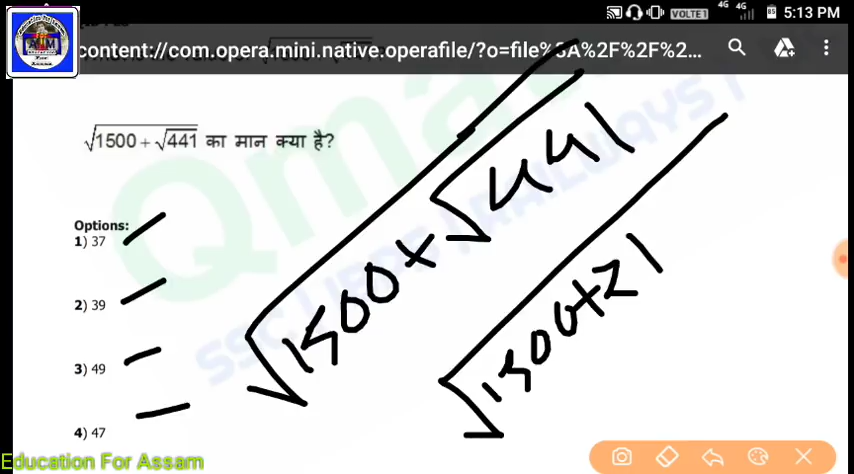 VOLTE1 4G 4G 85 5:13 PM
content://com.opera.mini.native.operafile/?o=file%3A%2F%2F%2...
√1500 + √441 का मान क्या है?
Options:
1) 37
2) 39
3) 49
4) 47
√1500+√441
√1500+21
Education For Assam